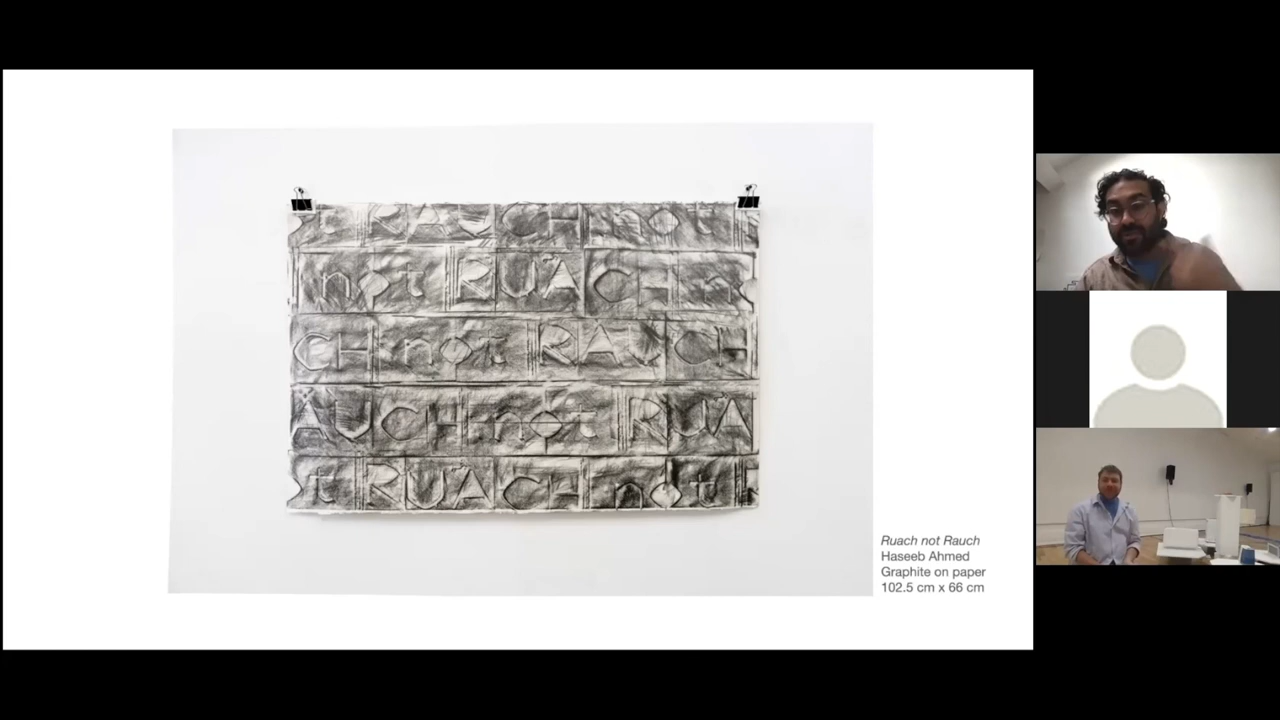 t RAUCH not R
not RUACH no
CH not RAUCH
AUCH not RUA
t RUACH not R
Ruach not Rauch
Haseeb Ahmed
Graphite on paper
102.5 cm x 66 cm